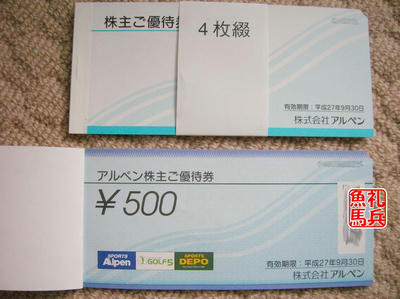 株主ご優待券
4枚綴
有効期限：平成27年9月30日
株式会社 アルペン
アルペン株主ご優待券
￥500
SPORTS Alpen
GOLF5
SPORTS DEPO
有効期限：平成27年9月30日
株式会社 アルペン
魚礼
馬兵